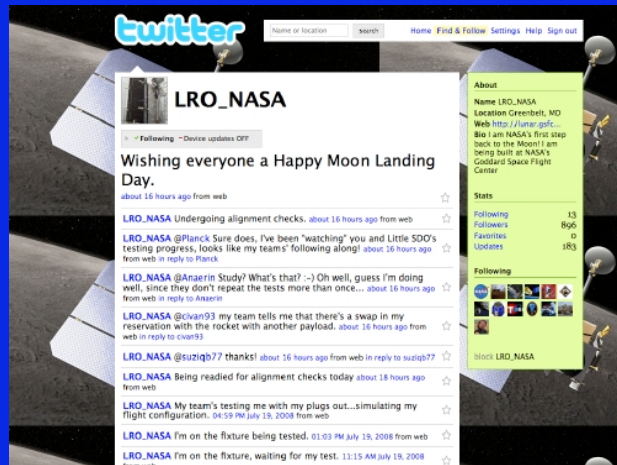 twitter
Name or location
Search
Home Find & Follow Settings Help Sign out
LRO_NASA
Following Device updates OFF
Wishing everyone a Happy Moon Landing
Day.
about 16 hours ago from web
LRO_NASA Undergoing alignment checks. about 16 hours ago from web
LRO_NASA @Planck Sure does, I've been "watching" you and Little SDO's
testing progress, looks like my teams' following along! about 16 hours ago
from web in reply to Planck
LRO_NASA @Anaerin Study? What's that? :-) Oh well, guess I'm doing
well, since they don't repeat the tests more than once... about 16 hours ago
from web in reply to Anaerin
LRO_NASA @civan93 my team tells me that there's a swap in my
reservation with the rocket with another payload. about 16 hours ago from
web in reply to civan93
LRO_NASA @suziqb77 thanks! about 16 hours ago from web in reply to suziqb77
LRO_NASA Being readied for alignment checks today about 18 hours ago
from web
LRO_NASA My team's testing me with my plugs out...simulating my
flight configuration. 04:59 PM July 19, 2008 from web
LRO_NASA I'm on the fixture being tested. 01:03 PM July 19, 2008 from web
LRO_NASA I'm on the fixture, waiting for my test. 11:15 AM July 19, 2008
from web
About
Name LRO_NASA
Location Greenbelt, MD
Web http://lunar.gsfc...
Bio I am NASA's first step
back to the Moon! I am
being built at NASA's
Goddard Space Flight
Center
Stats
Following 13
Followers 896
Favorites 0
Updates 183
Following
block LRO_NASA